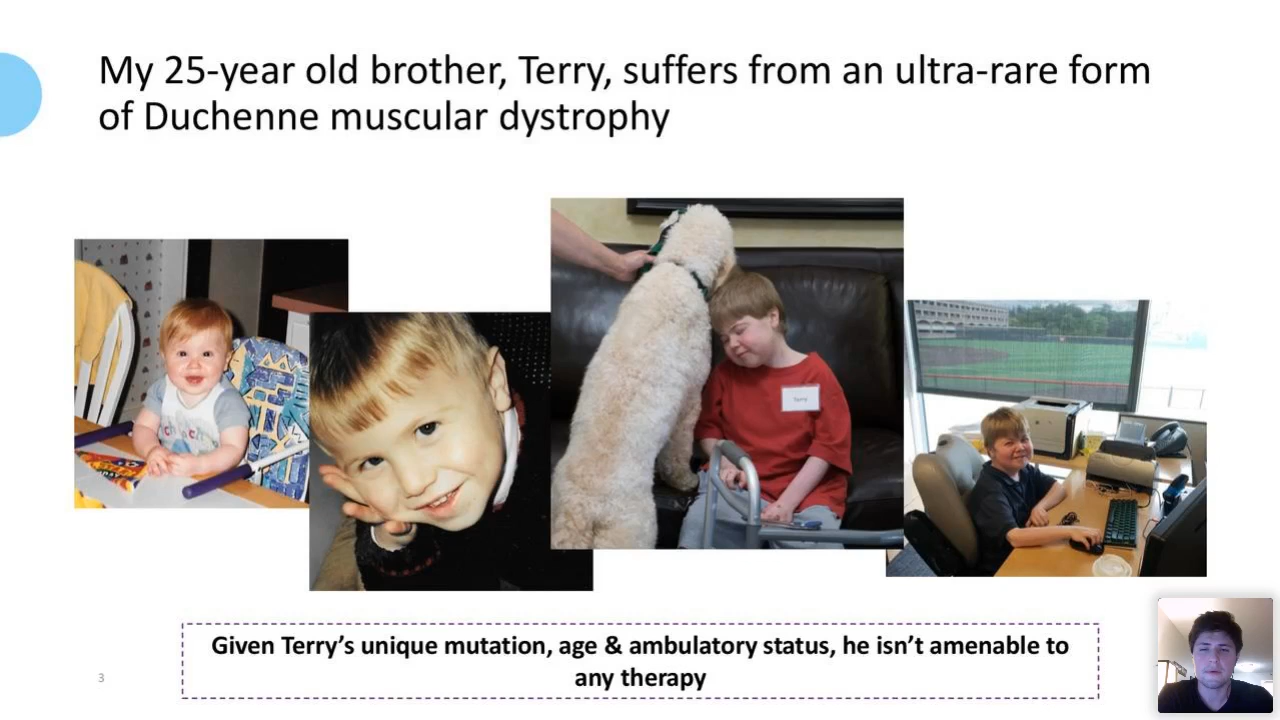 My 25-year old brother, Terry, suffers from an ultra-rare form
of Duchenne muscular dystrophy
Terry
Given Terry’s unique mutation, age & ambulatory status, he isn’t amenable to
any therapy
3